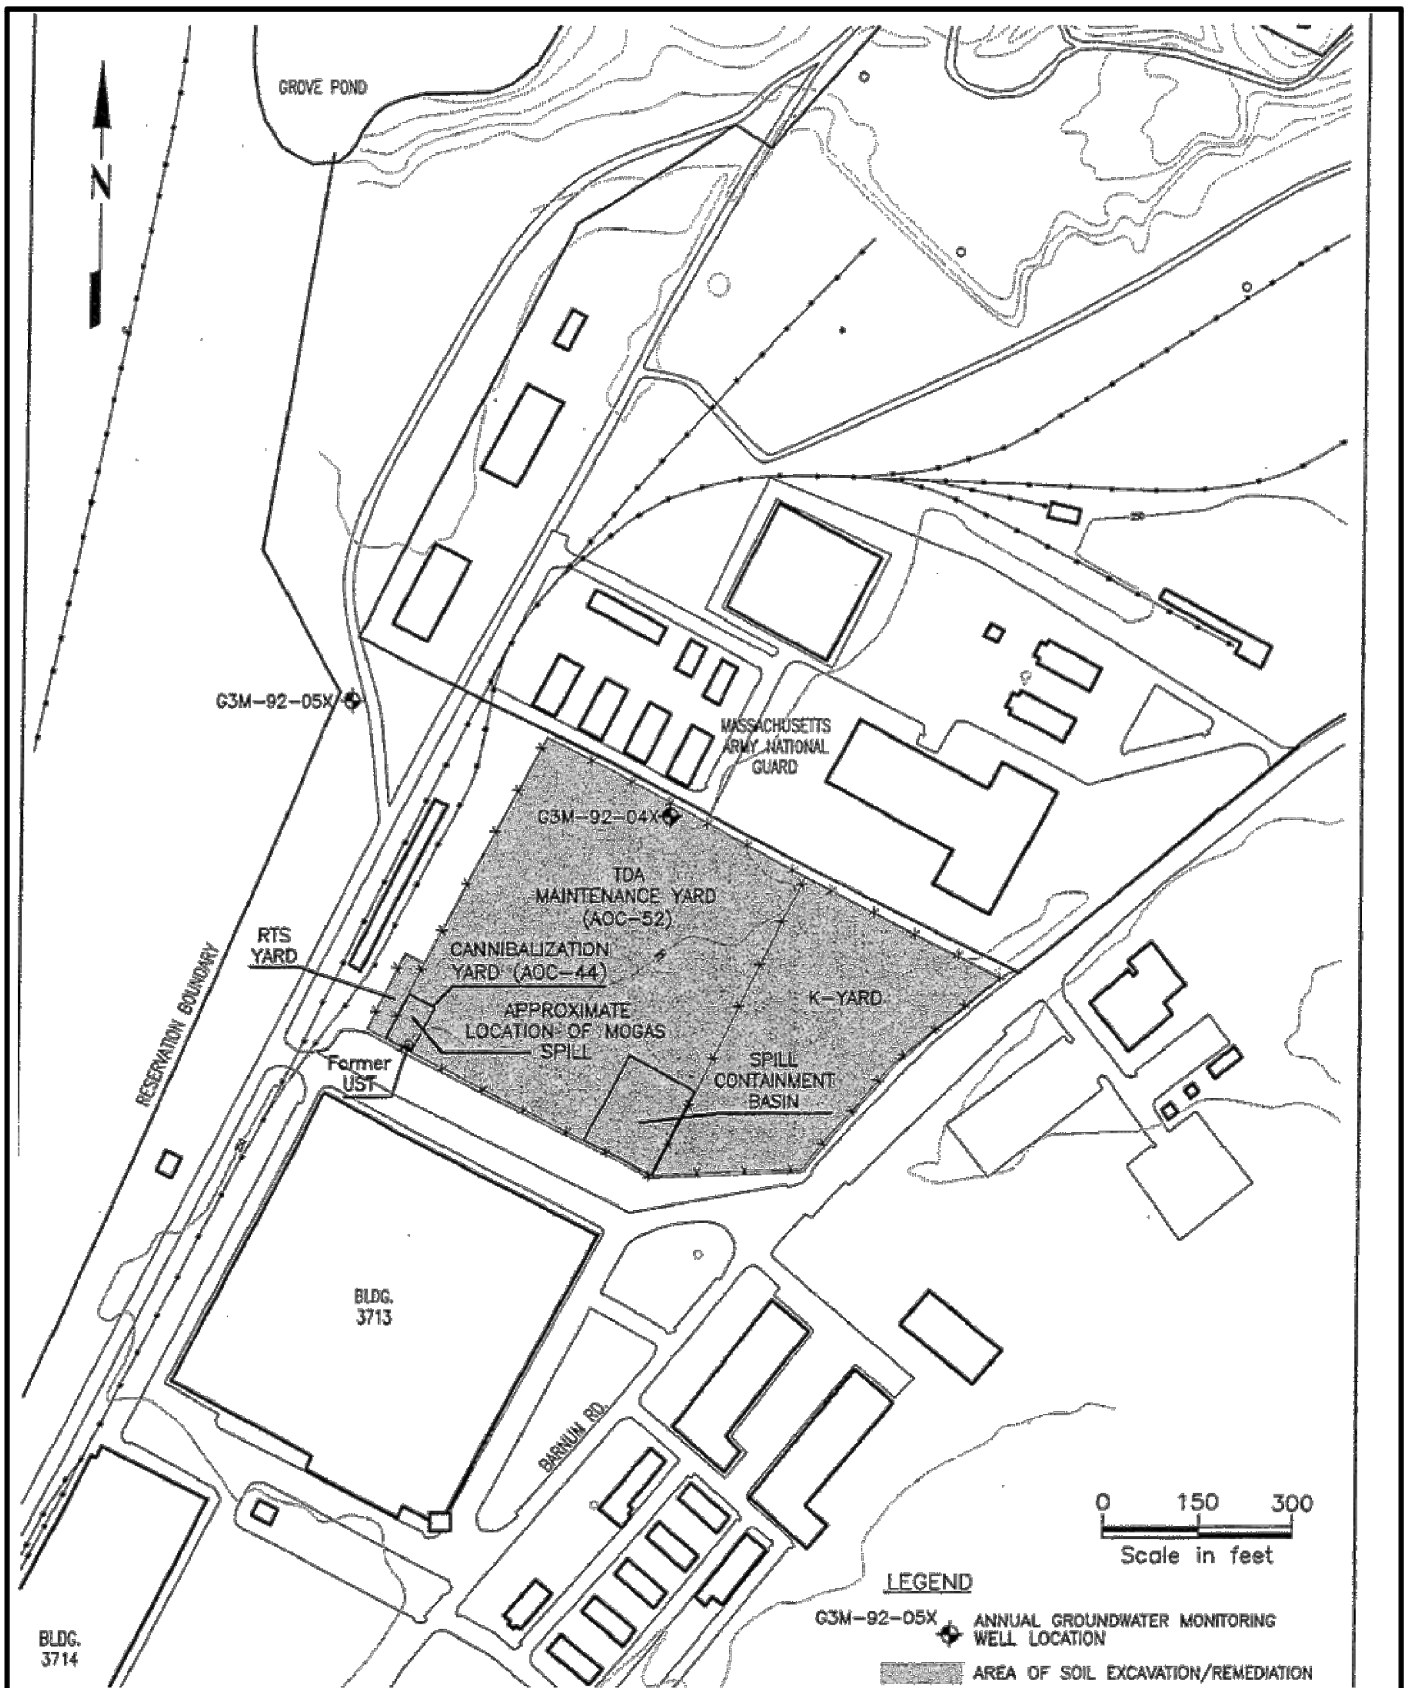 GROVE POND
N
250
G3M-92-05X
MASSACHUSETTS
ARMY NATIONAL
GUARD
G3M-92-04X
TDA
MAINTENANCE YARD
(AOC-52)
RTS
YARD
CANNIBALIZATION
YARD (AOC-44)
K-YARD
APPROXIMATE
LOCATION OF MOGAS
SPILL
RESERVATION BOUNDARY
Former
UST
SPILL
CONTAINMENT
BASIN
250
BLDG.
3713
BARNUM RD.
0 150 300
Scale in feet
LEGEND
G3M-92-05X
ANNUAL GROUNDWATER MONITORING
WELL LOCATION
BLDG.
3714
AREA OF SOIL EXCAVATION/REMEDIATION